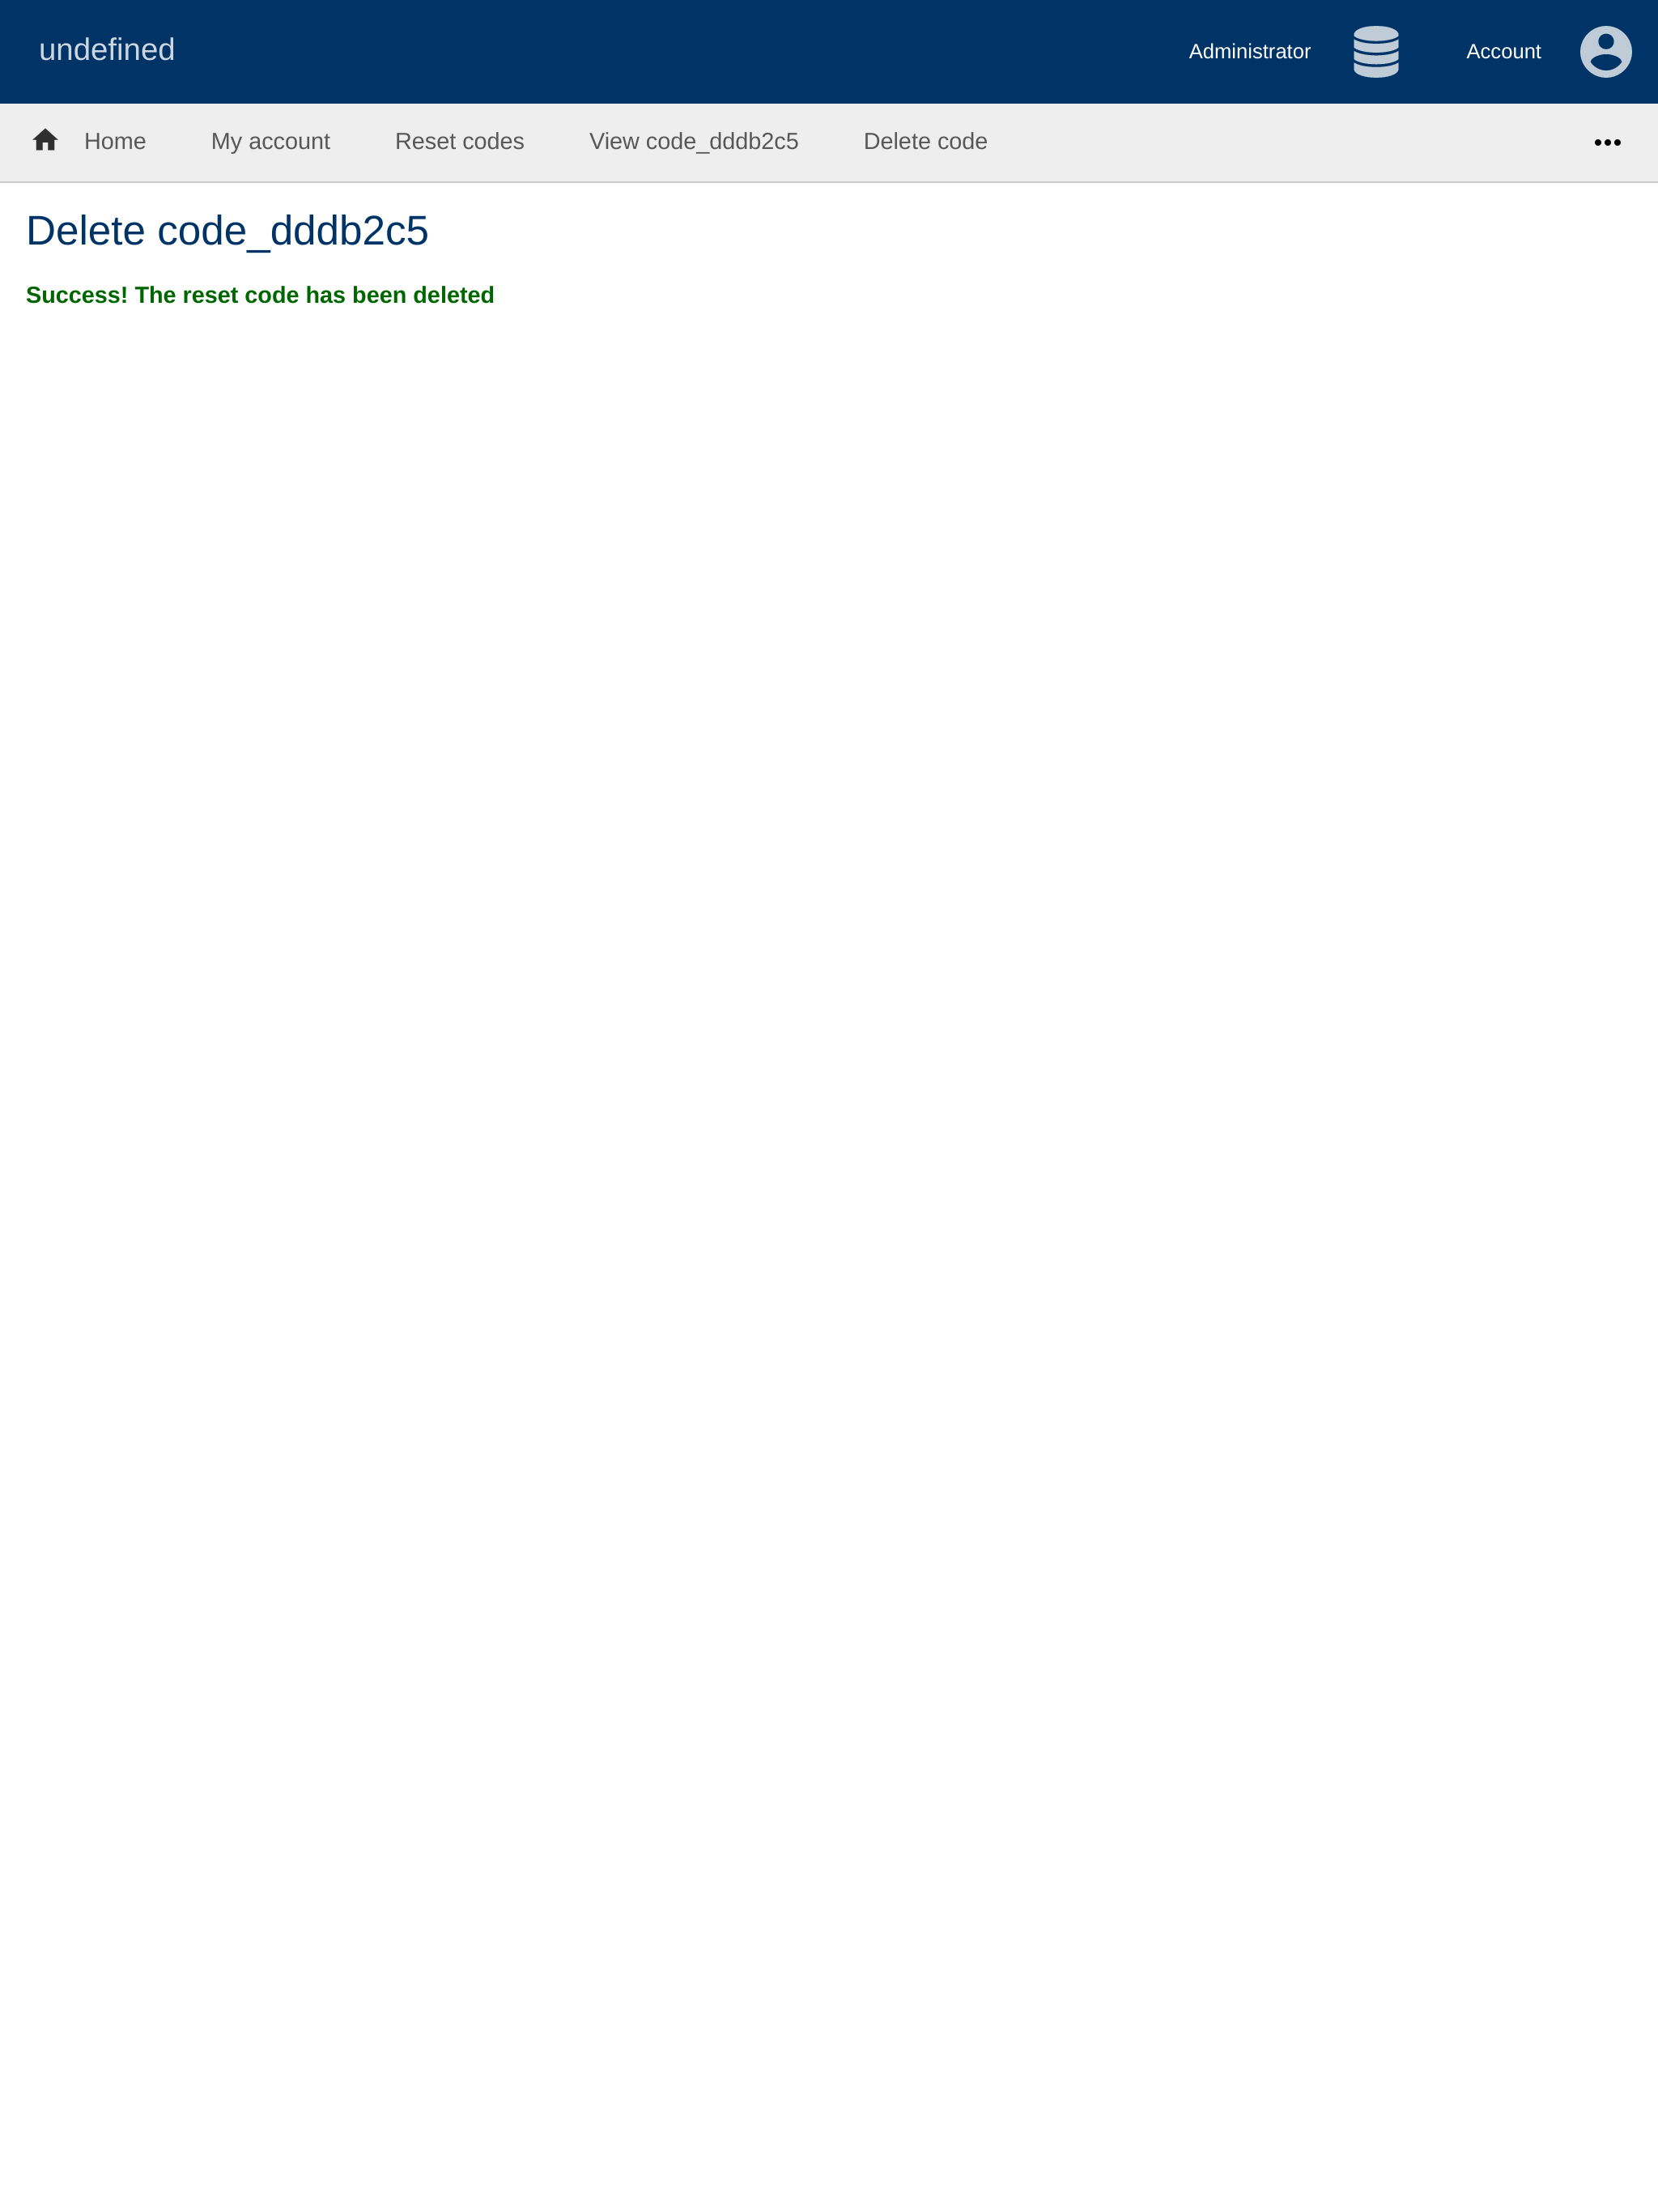 undefined
Administrator
Account
Home
My account
Reset codes
View code_dddb2c5
Delete code
Delete code_dddb2c5
Success! The reset code has been deleted